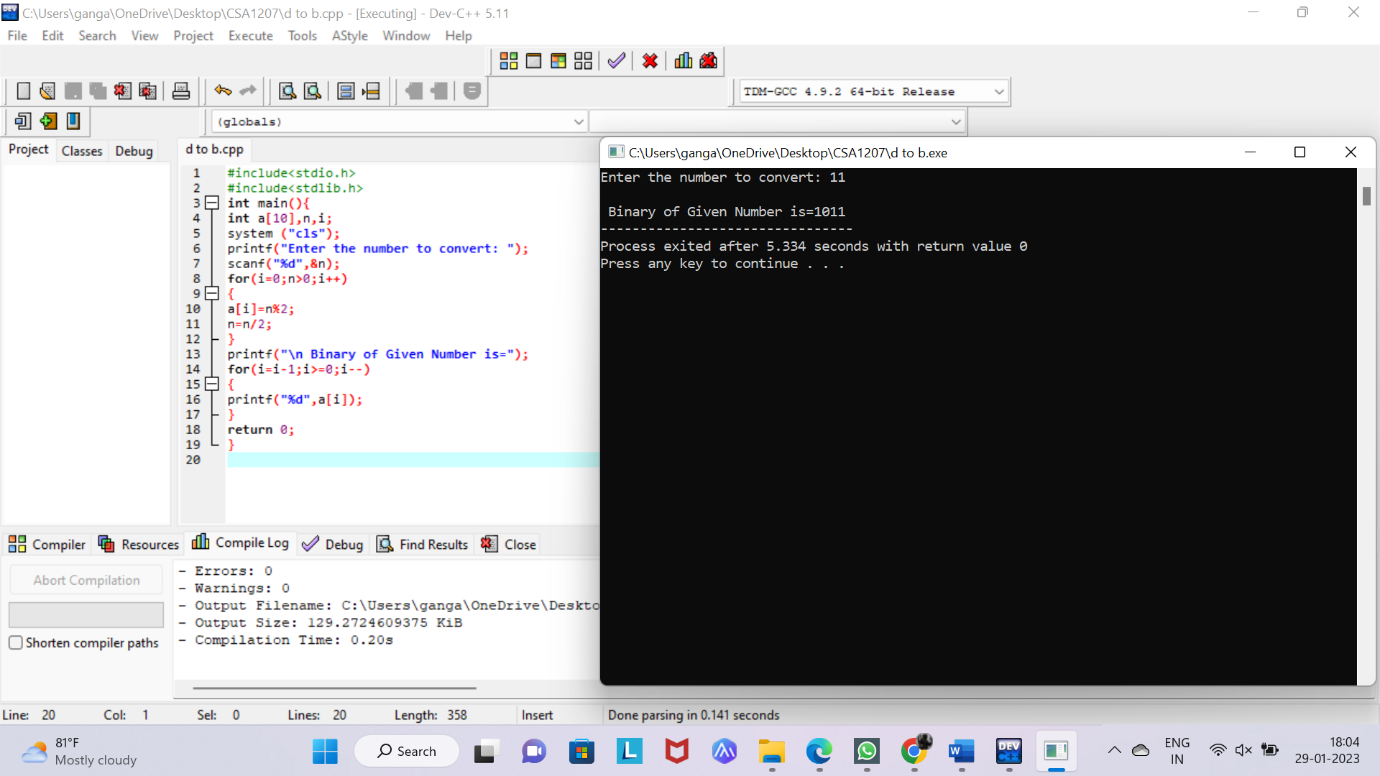 C:\Users\ganga\OneDrive\Desktop\CSA1207\d to b.cpp - [Executing] - Dev-C++ 5.11
File Edit Search View Project Execute Tools AStyle Window Help
TDM-GCC 4.9.2 64-bit Release
(globals)
Project Classes Debug
d to b.cpp
1 #include<stdio.h>
2 #include<stdlib.h>
3 int main(){
4 int a[10],n,i;
5 system ("cls");
6 printf("Enter the number to convert: ");
7 scanf("%d",&n);
8 for(i=0;n>0;i++)
9 {
10 a[i]=n%2;
11 n=n/2;
12 }
13 printf("\n Binary of Given Number is=");
14 for(i=i-1;i>=0;i--)
15 {
16 printf("%d",a[i]);
17 }
18 return 0;
19 }
20
C:\Users\ganga\OneDrive\Desktop\CSA1207\d to b.exe
Enter the number to convert: 11
Binary of Given Number is=1011
--------------------------------
Process exited after 5.334 seconds with return value 0
Press any key to continue . . .
Compiler Resources Compile Log Debug Find Results Close
Abort Compilation
Shorten compiler paths
- Errors: 0
- Warnings: 0
- Output Filename: C:\Users\ganga\OneDrive\Deskto
- Output Size: 129.2724609375 KiB
- Compilation Time: 0.20s
Line: 20 Col: 1 Sel: 0 Lines: 20 Length: 358 Insert Done parsing in 0.141 seconds
81°F
Mostly cloudy
Search
ENG
IN
18:04
29-01-2023